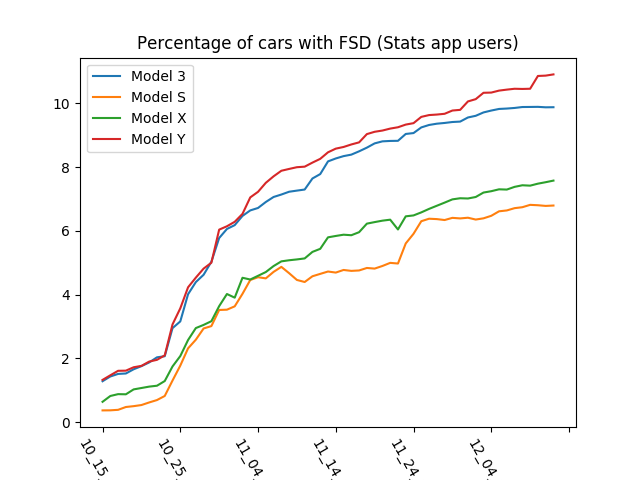 Percentage of cars with FSD (Stats app users)
Model 3
Model S
Model X
Model Y
10
8
6
4
2
0
10_15
10_25
11_04
11_14
11_24
12_04